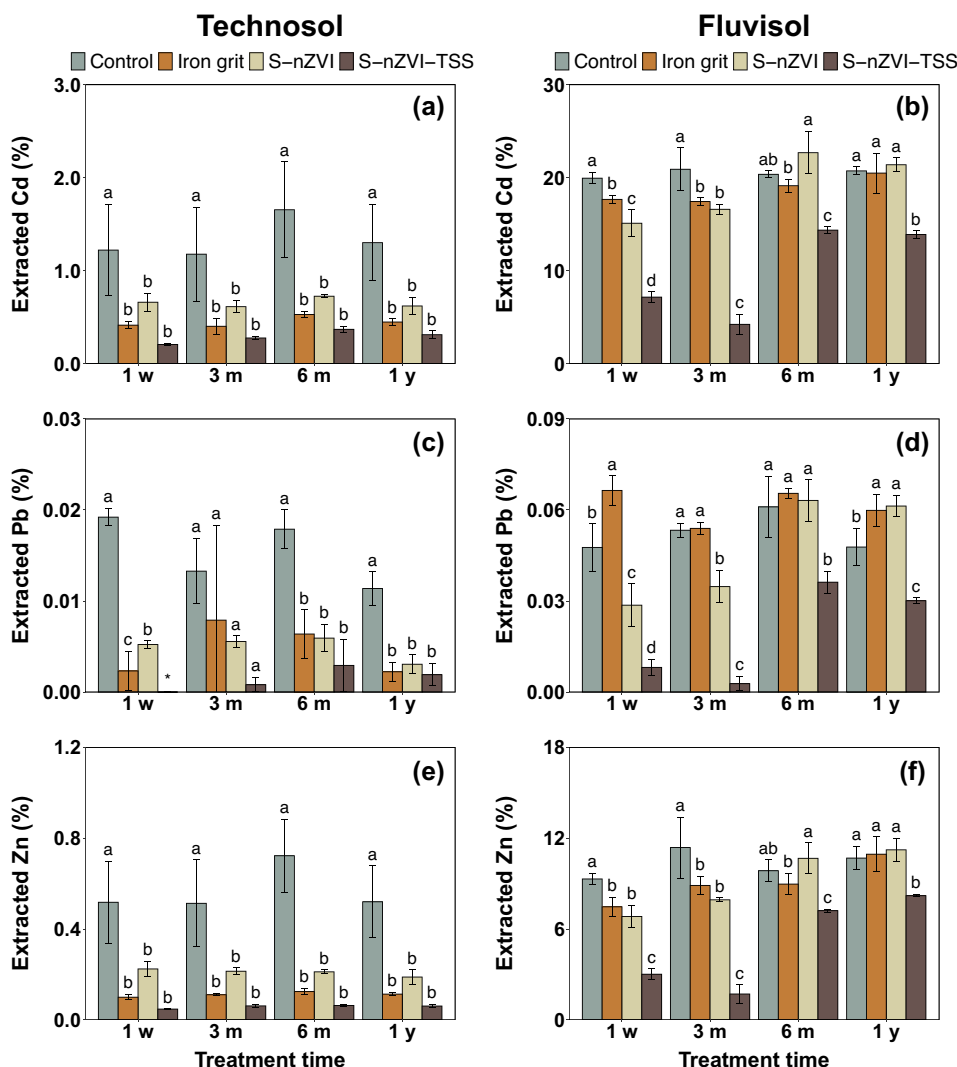 Technosol
Fluvisol
Control Iron grit S−nZVI S−nZVI−TSS
Control Iron grit S−nZVI S−nZVI−TSS
(a)
Extracted Cd (%)
3.0
2.0
1.0
0.0
a b b b a b b b a b b b a b b b
1 w 3 m 6 m 1 y
(b)
Extracted Cd (%)
30
20
10
0
a b c d a b b c ab b a c a a a b
1 w 3 m 6 m 1 y
(c)
Extracted Pb (%)
0.03
0.02
0.01
0.00
a c b * a a a a a b b b a b b b
1 w 3 m 6 m 1 y
(d)
Extracted Pb (%)
0.09
0.06
0.03
0.00
b a c d a a b c a a a b b a a c
1 w 3 m 6 m 1 y
(e)
Extracted Zn (%)
1.2
0.8
0.4
0.0
a b b b a b b b a b b b a b b b
1 w 3 m 6 m 1 y
Treatment time
(f)
Extracted Zn (%)
18
12
6
0
a b b c a b b c ab b a c a a a b
1 w 3 m 6 m 1 y
Treatment time